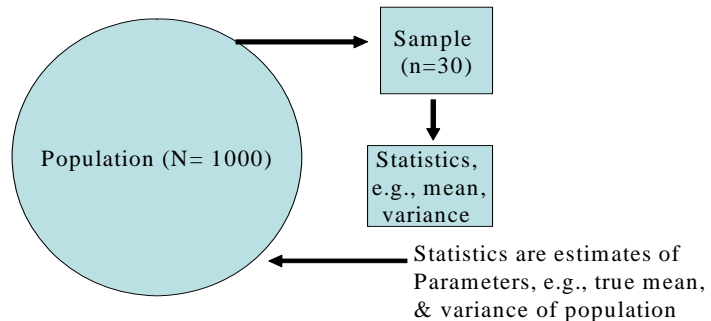 Sample
(n=30)
Population (N= 1000)
Statistics,
e.g., mean,
variance
Statistics are estimates of
Parameters, e.g., true mean,
& variance of population